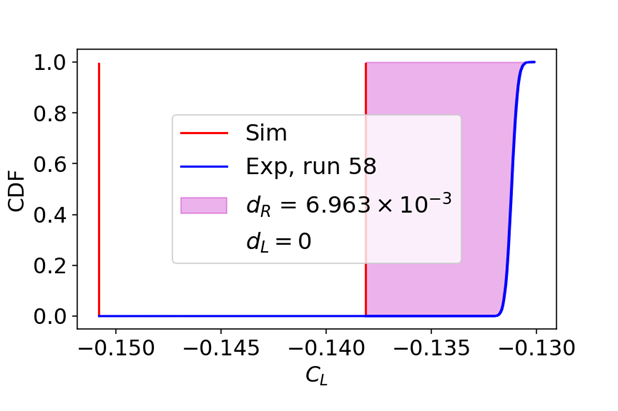 1.0
0.8
0.6
0.4
0.2
0.0
CDF
Sim
Exp, run 58
d_R = 6.963 × 10⁻³
d_L = 0
−0.150 −0.145 −0.140 −0.135 −0.130
C_L